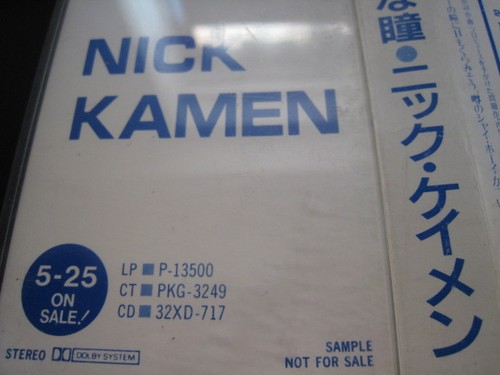 NICK
KAMEN
5-25
ON
SALE!
LP ■ P-13500
CT ■ PKG-3249
CD ■ 32XD-717
STEREO DOLBY SYSTEM
SAMPLE
NOT FOR SALE
な瞳●ニック・ケイメン